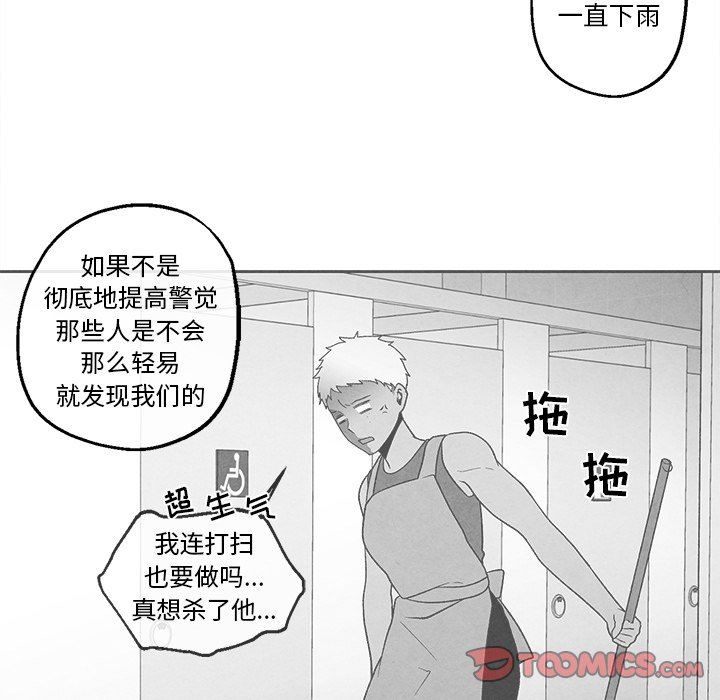 一直下雨
如果不是
彻底地提高警觉
那些人是不会
那么轻易
就发现我们的
拖
拖
超生气
我连打扫
也要做吗...
真想杀了他...
TOOMICS.COM